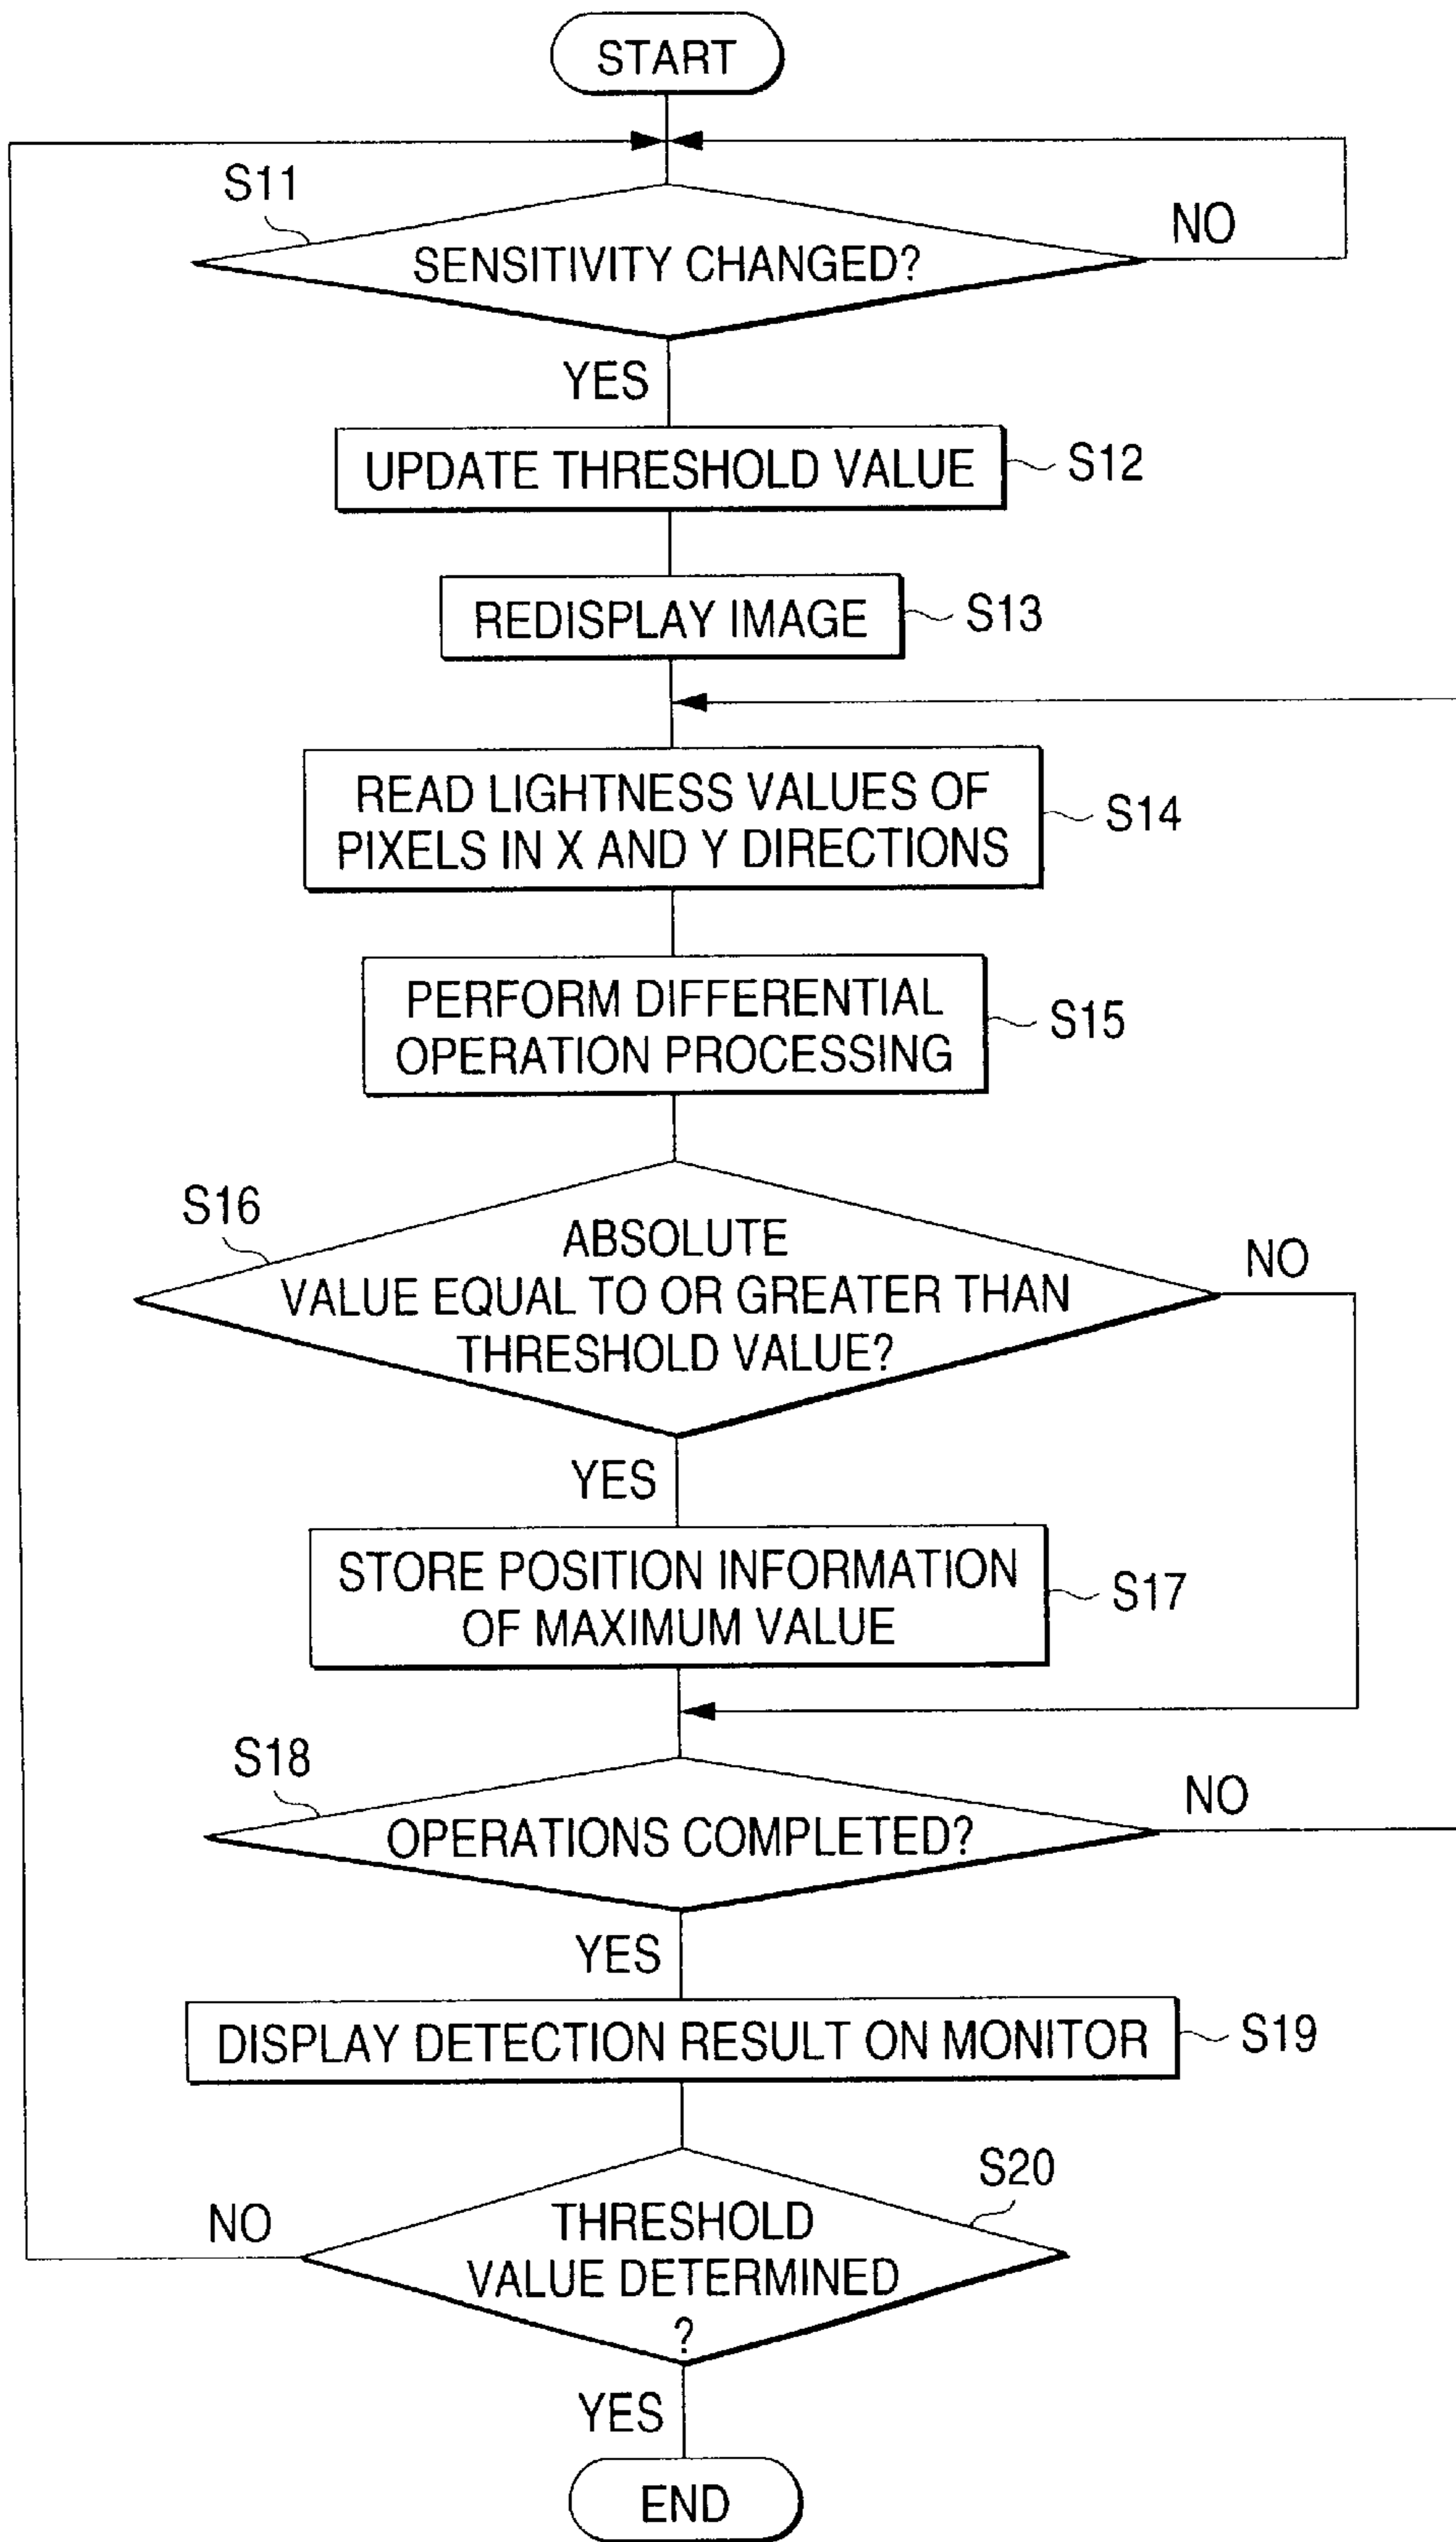 START
S11
SENSITIVITY CHANGED?
NO
YES
UPDATE THRESHOLD VALUE
S12
REDISPLAY IMAGE
S13
READ LIGHTNESS VALUES OF
PIXELS IN X AND Y DIRECTIONS
S14
PERFORM DIFFERENTIAL
OPERATION PROCESSING
S15
S16
ABSOLUTE
VALUE EQUAL TO OR GREATER THAN
THRESHOLD VALUE?
NO
YES
STORE POSITION INFORMATION
OF MAXIMUM VALUE
S17
S18
OPERATIONS COMPLETED?
NO
YES
DISPLAY DETECTION RESULT ON MONITOR
S19
S20
THRESHOLD
VALUE DETERMINED
?
NO
YES
END